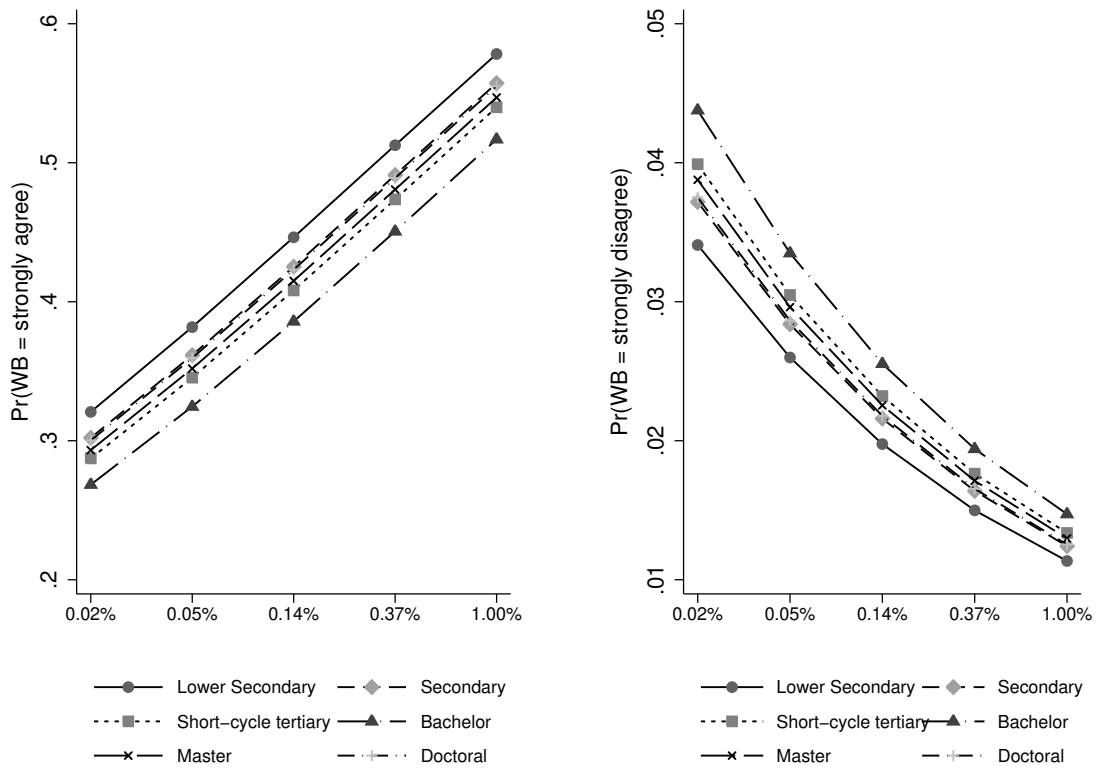 .6
.5
.4
.3
.2
Pr(WB = strongly agree)
0.02% 0.05% 0.14% 0.37% 1.00%
Lower Secondary Secondary
Short−cycle tertiary Bachelor
Master Doctoral
.05
.04
.03
.02
.01
Pr(WB = strongly disagree)
0.02% 0.05% 0.14% 0.37% 1.00%
Lower Secondary Secondary
Short−cycle tertiary Bachelor
Master Doctoral